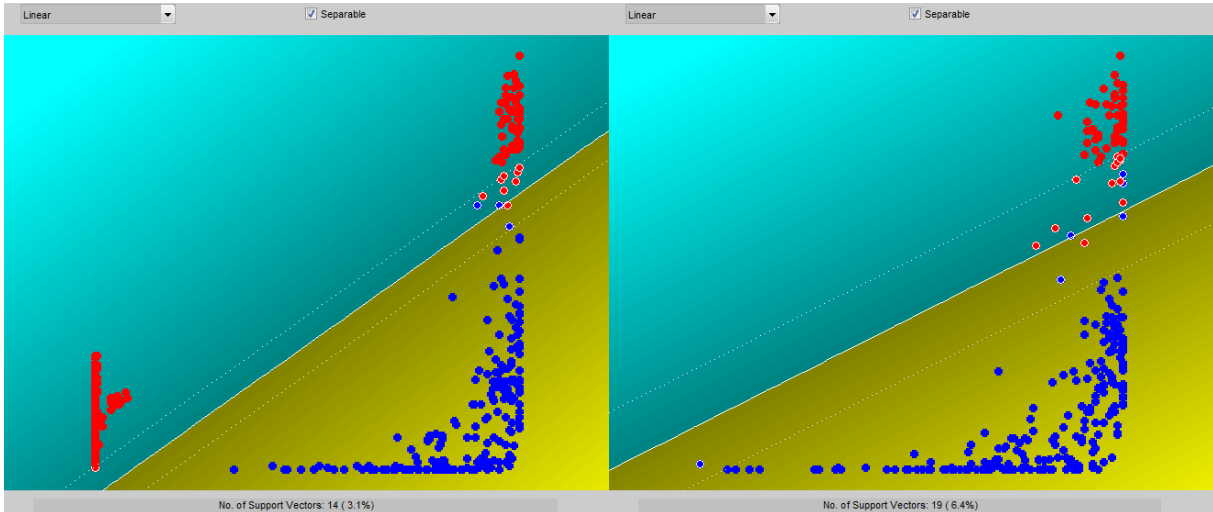 Linear
Separable
Linear
Separable
No. of Support Vectors: 14 ( 3.1%)
No. of Support Vectors: 19 ( 6.4%)